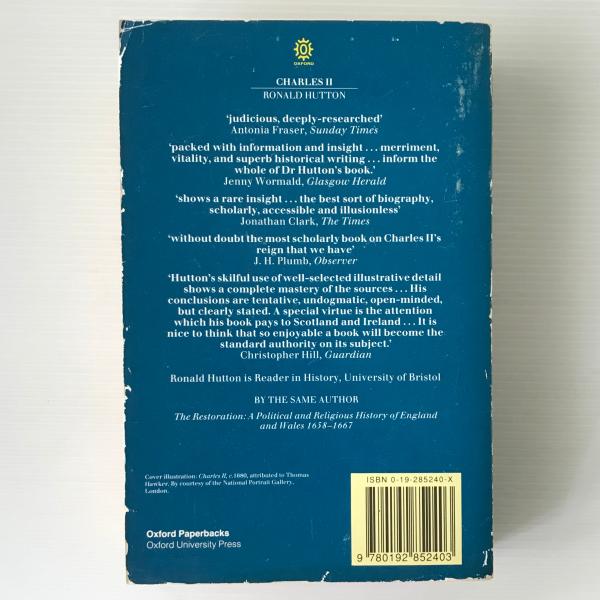 OXFORD
CHARLES II
RONALD HUTTON
‘judicious, deeply-researched’
Antonia Fraser, Sunday Times
‘packed with information and insight . . . merriment,
vitality, and superb historical writing . . . inform the
whole of Dr Hutton's book.’
Jenny Wormald, Glasgow Herald
‘shows a rare insight . . . the best sort of biography,
scholarly, accessible and illusionless’
Jonathan Clark, The Times
‘without doubt the most scholarly book on Charles II's
reign that we have’
J. H. Plumb, Observer
‘Hutton's skilful use of well-selected illustrative detail
shows a complete mastery of the sources . . . His
conclusions are tentative, undogmatic, open-minded,
but clearly stated. A special virtue is the attention
which his book pays to Scotland and Ireland . . . It is
nice to think that so enjoyable a book will become the
standard authority on its subject.’
Christopher Hill, Guardian
Ronald Hutton is Reader in History, University of Bristol
BY THE SAME AUTHOR
The Restoration: A Political and Religious History of England
and Wales 1658–1667
Cover illustration: Charles II, c.1680, attributed to Thomas
Hawker. By courtesy of the National Portrait Gallery,
London.
Oxford Paperbacks
Oxford University Press
ISBN 0-19-285240-X
9 780192 852403